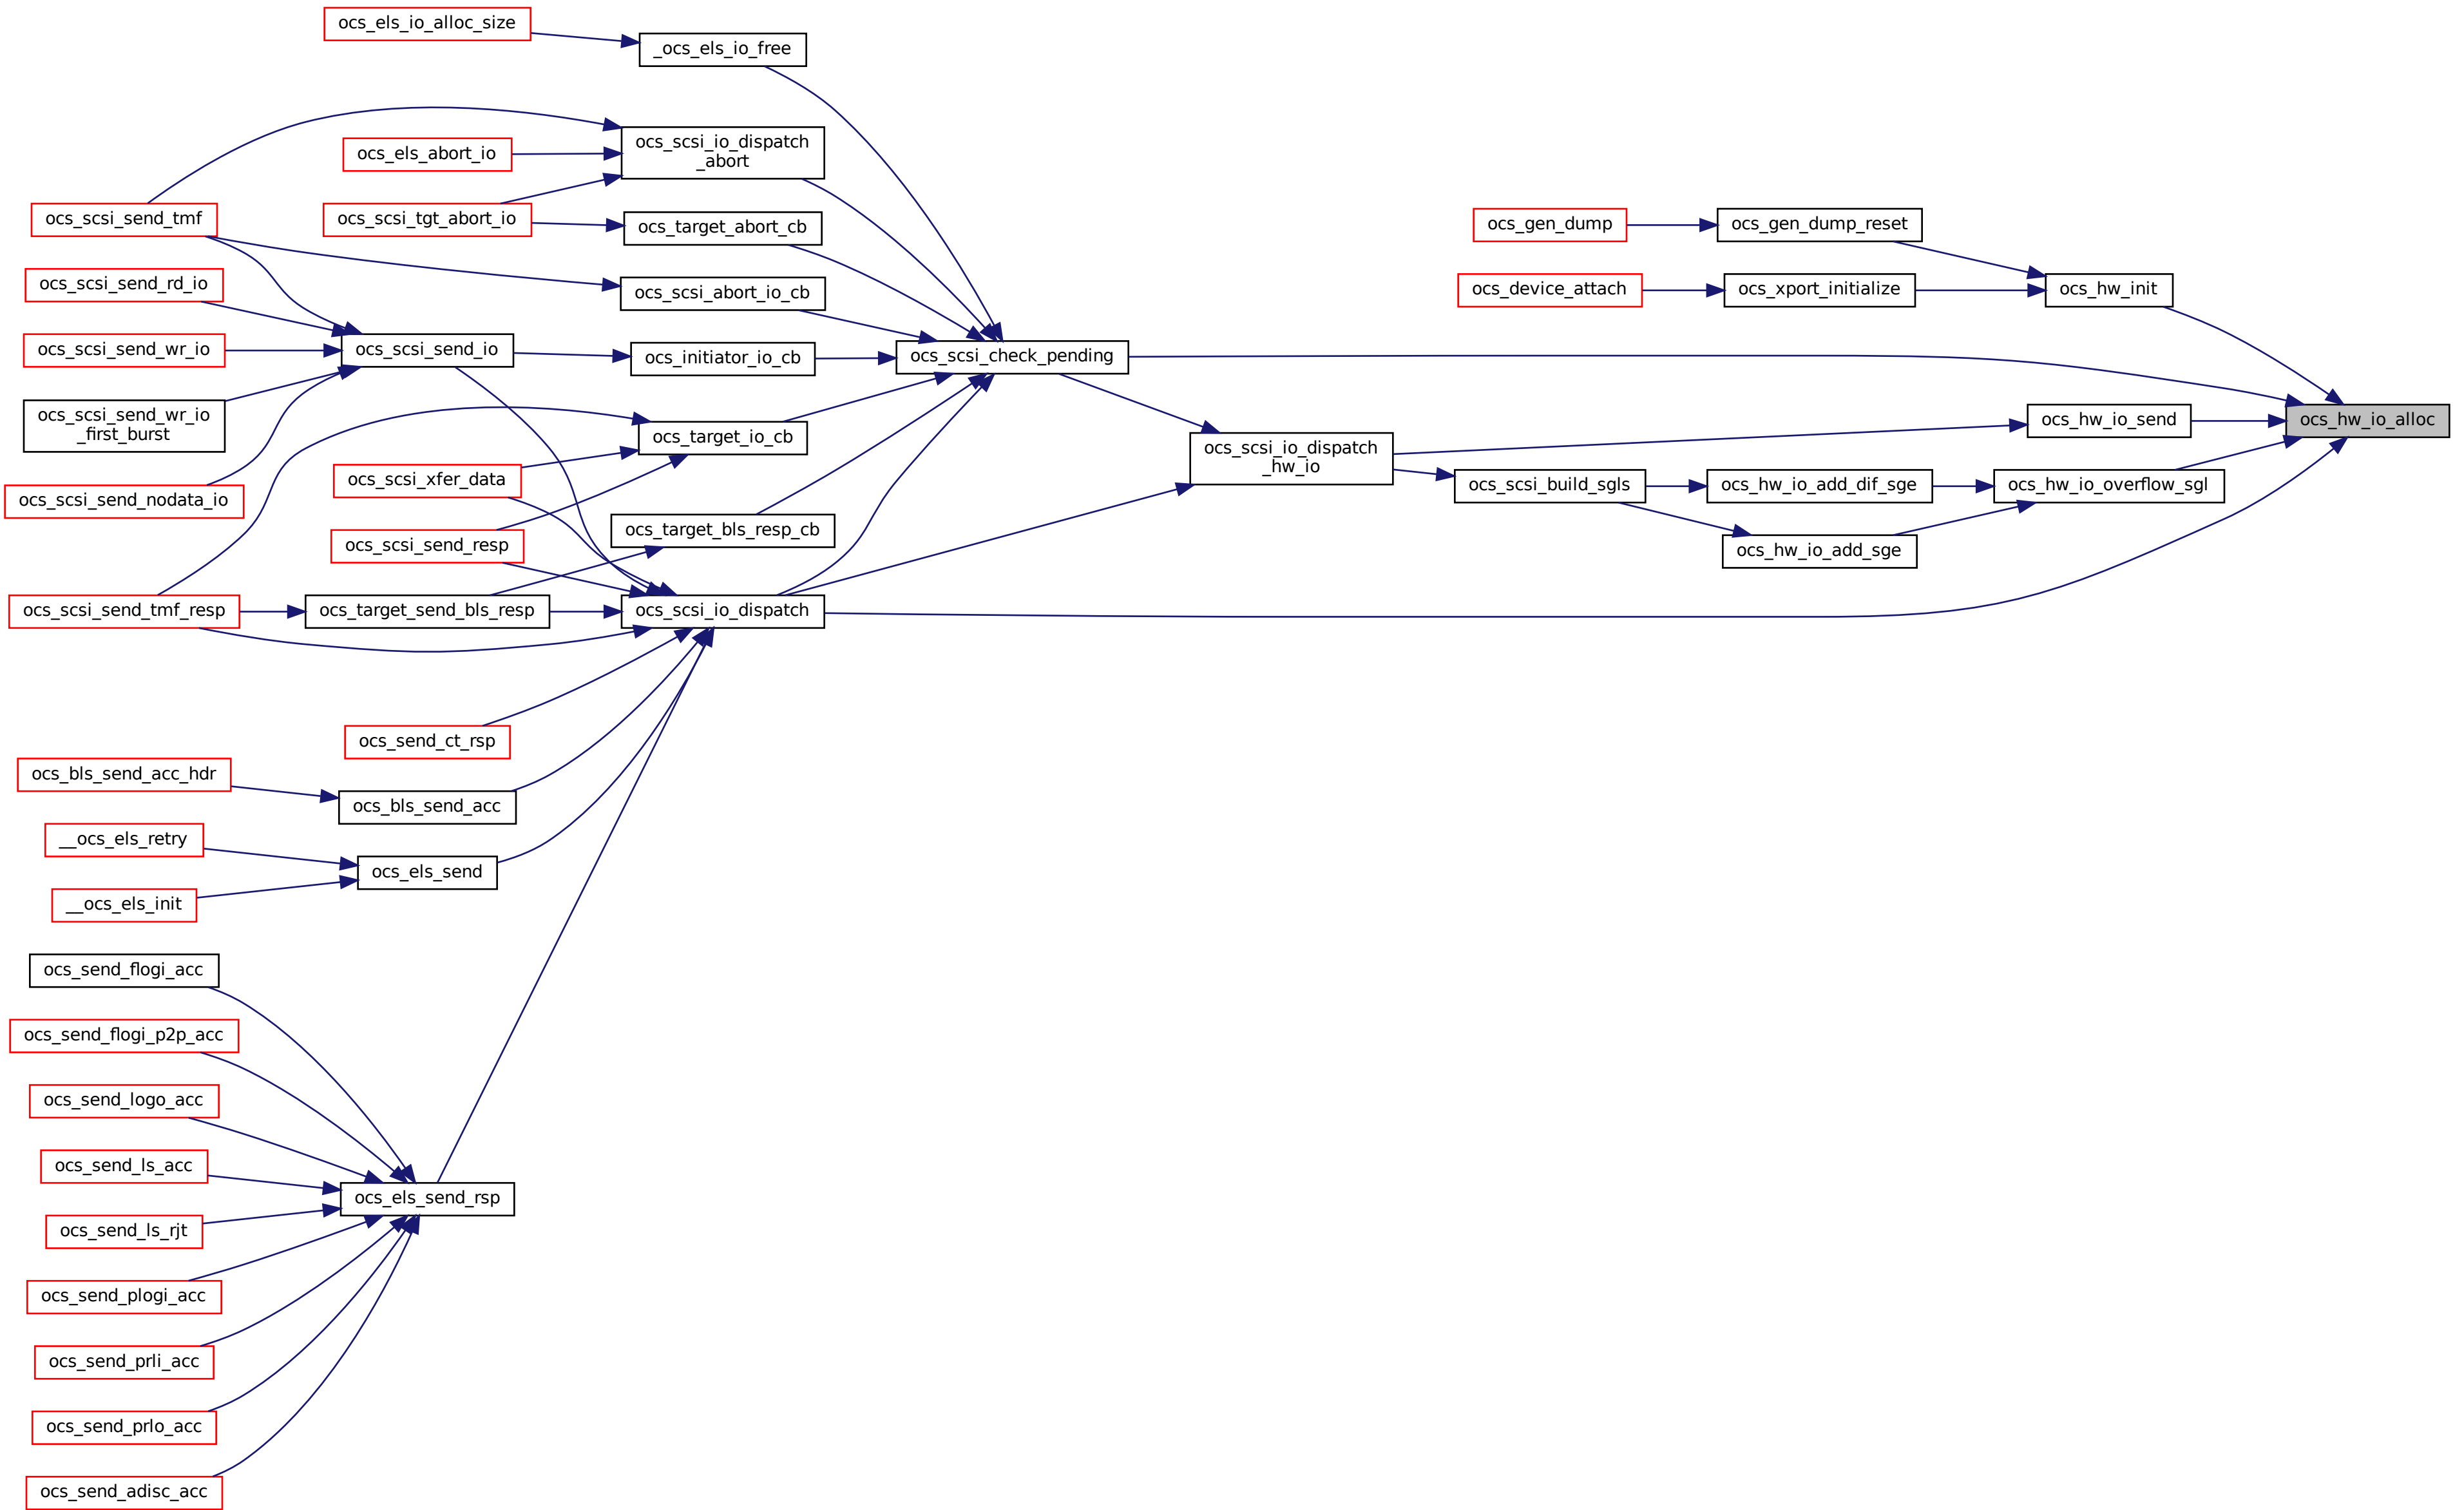 ocs_els_io_alloc_size
_ocs_els_io_free
ocs_scsi_io_dispatch
_abort
ocs_els_abort_io
ocs_scsi_send_tmf
ocs_scsi_tgt_abort_io
ocs_target_abort_cb
ocs_gen_dump
ocs_gen_dump_reset
ocs_scsi_send_rd_io
ocs_scsi_abort_io_cb
ocs_device_attach
ocs_xport_initialize
ocs_hw_init
ocs_scsi_send_wr_io
ocs_scsi_send_io
ocs_initiator_io_cb
ocs_scsi_check_pending
ocs_scsi_send_wr_io
_first_burst
ocs_target_io_cb
ocs_scsi_io_dispatch
_hw_io
ocs_hw_io_send
ocs_hw_io_alloc
ocs_scsi_send_nodata_io
ocs_scsi_xfer_data
ocs_scsi_build_sgls
ocs_hw_io_add_dif_sge
ocs_hw_io_overflow_sgl
ocs_scsi_send_resp
ocs_target_bls_resp_cb
ocs_hw_io_add_sge
ocs_scsi_send_tmf_resp
ocs_target_send_bls_resp
ocs_scsi_io_dispatch
ocs_send_ct_rsp
ocs_bls_send_acc_hdr
ocs_bls_send_acc
__ocs_els_retry
ocs_els_send
__ocs_els_init
ocs_send_flogi_acc
ocs_send_flogi_p2p_acc
ocs_send_logo_acc
ocs_send_ls_acc
ocs_els_send_rsp
ocs_send_ls_rjt
ocs_send_plogi_acc
ocs_send_prli_acc
ocs_send_prlo_acc
ocs_send_adisc_acc